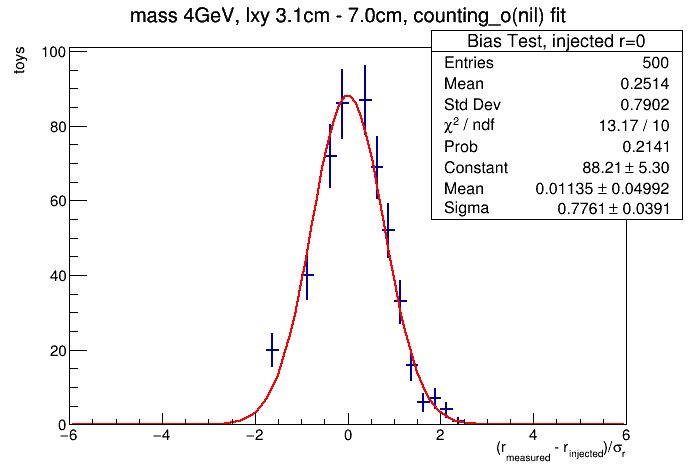 mass 4GeV, lxy 3.1cm - 7.0cm, counting_o(nil) fit
Bias Test, injected r=0
Entries 500
Mean 0.2514
Std Dev 0.7902
χ² / ndf 13.17 / 10
Prob 0.2141
Constant 88.21 ± 5.30
Mean 0.01135 ± 0.04992
Sigma 0.7761 ± 0.0391
toys
100
80
60
40
20
0
−6 −4 −2 0 2 4 6
(r_measured - r_injected)/σ_r